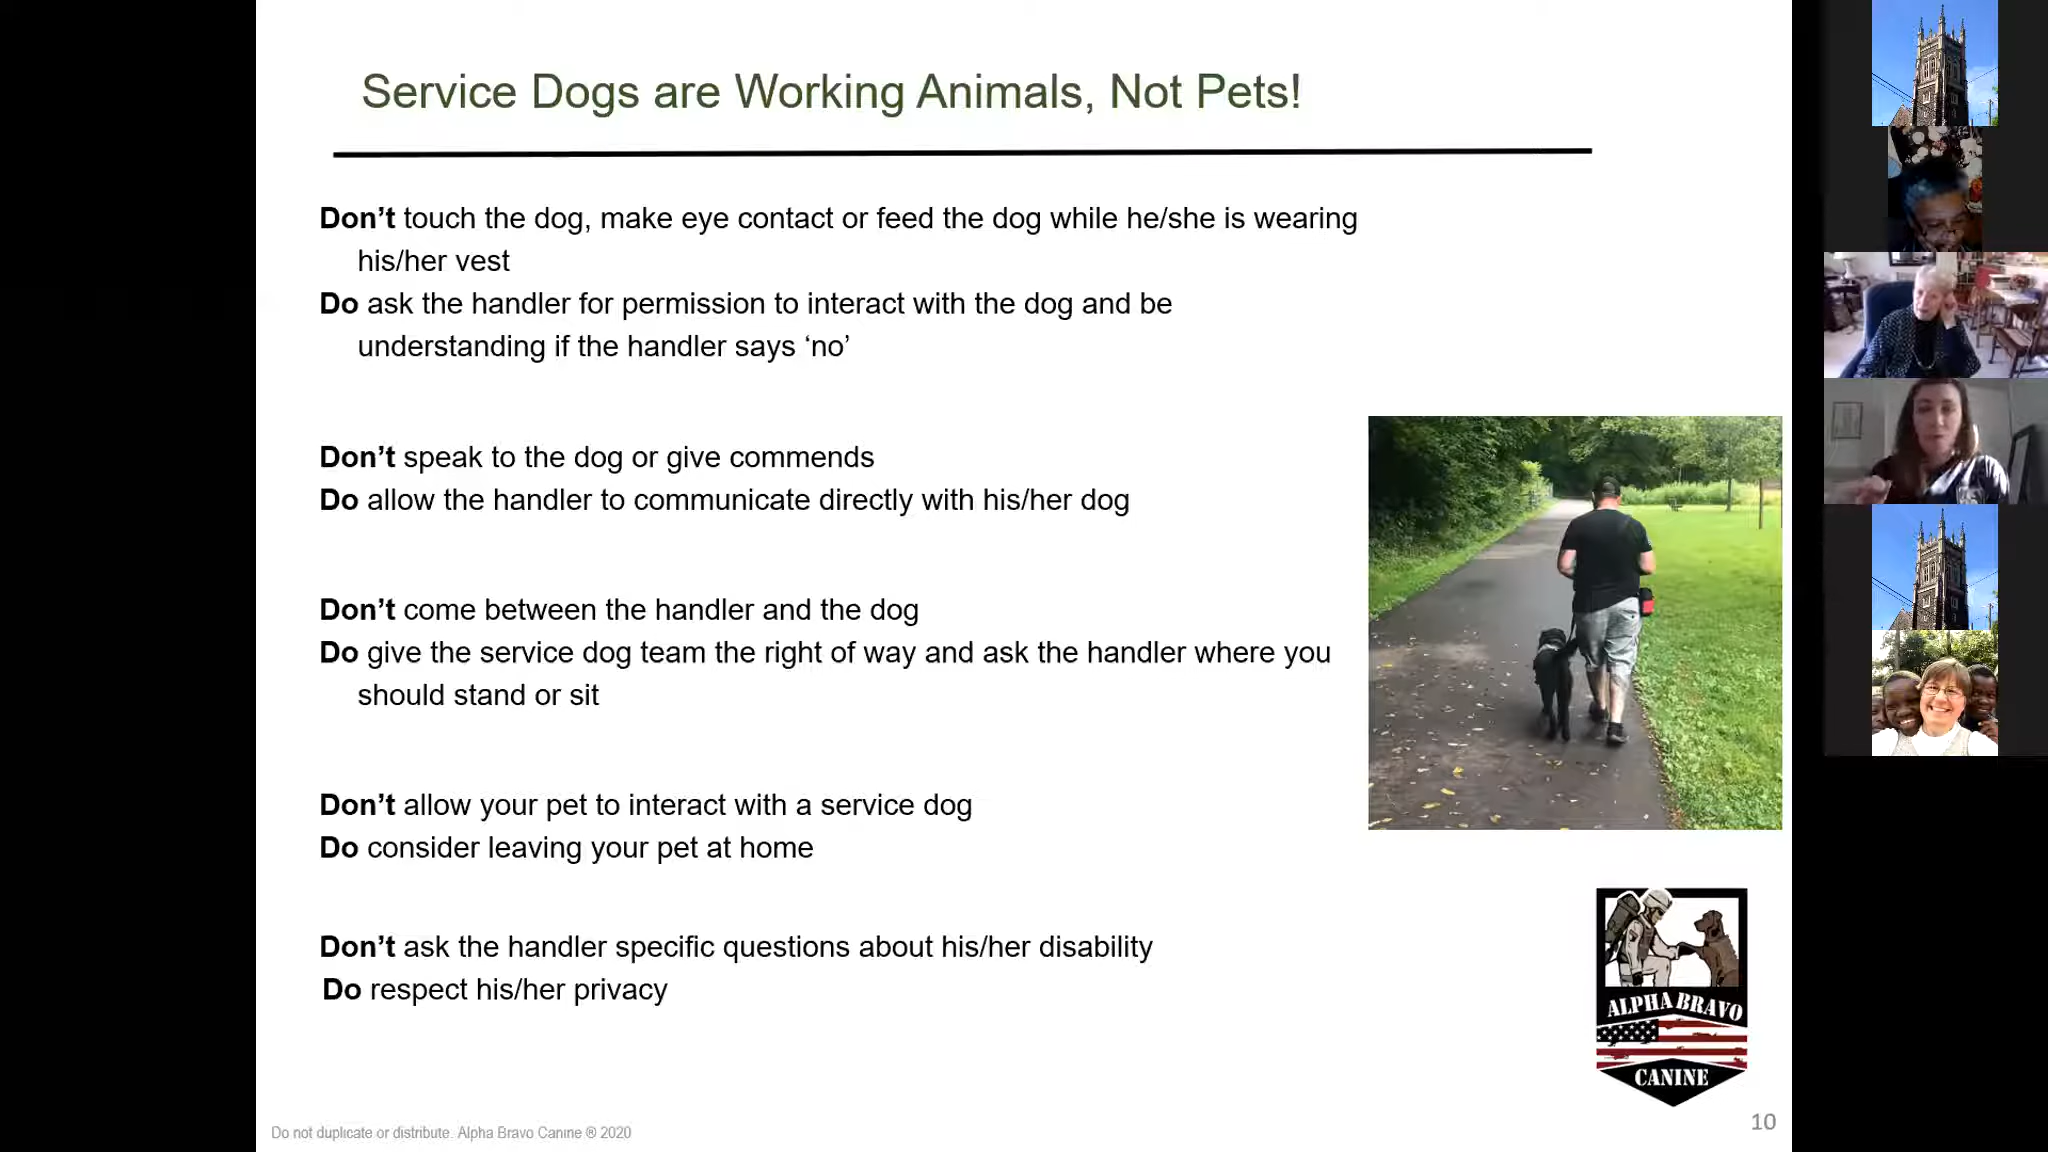 Service Dogs are Working Animals, Not Pets!
Don’t touch the dog, make eye contact or feed the dog while he/she is wearing
his/her vest
Do ask the handler for permission to interact with the dog and be
understanding if the handler says ‘no’
Don’t speak to the dog or give commends
Do allow the handler to communicate directly with his/her dog
Don’t come between the handler and the dog
Do give the service dog team the right of way and ask the handler where you
should stand or sit
Don’t allow your pet to interact with a service dog
Do consider leaving your pet at home
Don’t ask the handler specific questions about his/her disability
Do respect his/her privacy
ALPHA BRAVO
CANINE
Do not duplicate or distribute. Alpha Bravo Canine ® 2020
10